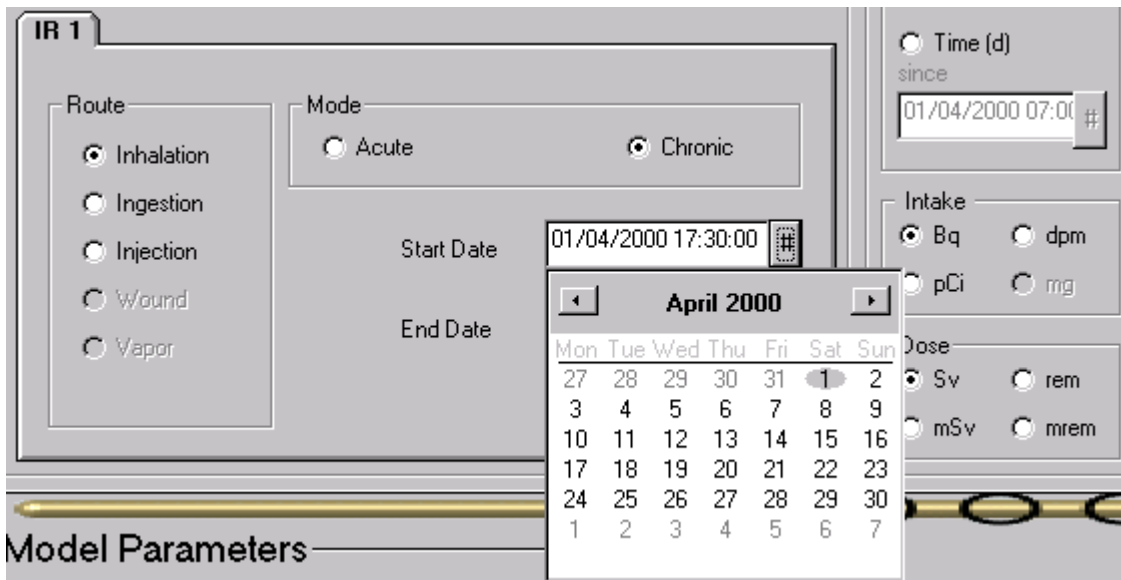 IR 1
Route
Inhalation
Ingestion
Injection
Wound
Vapor
Mode
Acute
Chronic
Start Date
01/04/2000 17:30:00 #
End Date
April 2000
Mon Tue Wed Thu Fri Sat Sun
27 28 29 30 31 1 2
3 4 5 6 7 8 9
10 11 12 13 14 15 16
17 18 19 20 21 22 23
24 25 26 27 28 29 30
1 2 3 4 5 6 7
Time (d)
since
01/04/2000 07:00 #
Intake
Bq dpm
pCi mg
Dose
Sv rem
mSv mrem
Model Parameters